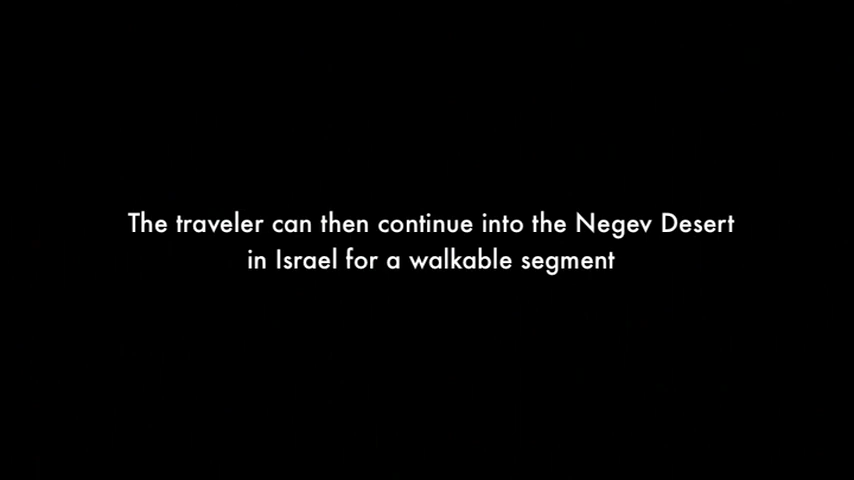 The traveler can then continue into the Negev Desert
in Israel for a walkable segment